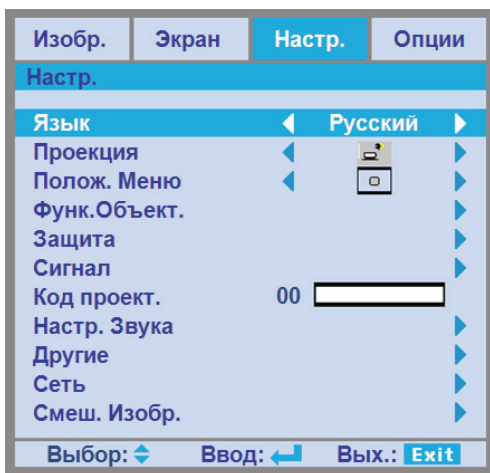 Изобр. Экран Настр. Опции
Настр.
Язык Русский
Проекция
Полож. Меню
Функ.Объект.
Защита
Сигнал
Код проект. 00
Настр. Звука
Другие
Сеть
Смеш. Изобр.
Выбор: Ввод: Вых.: Exit